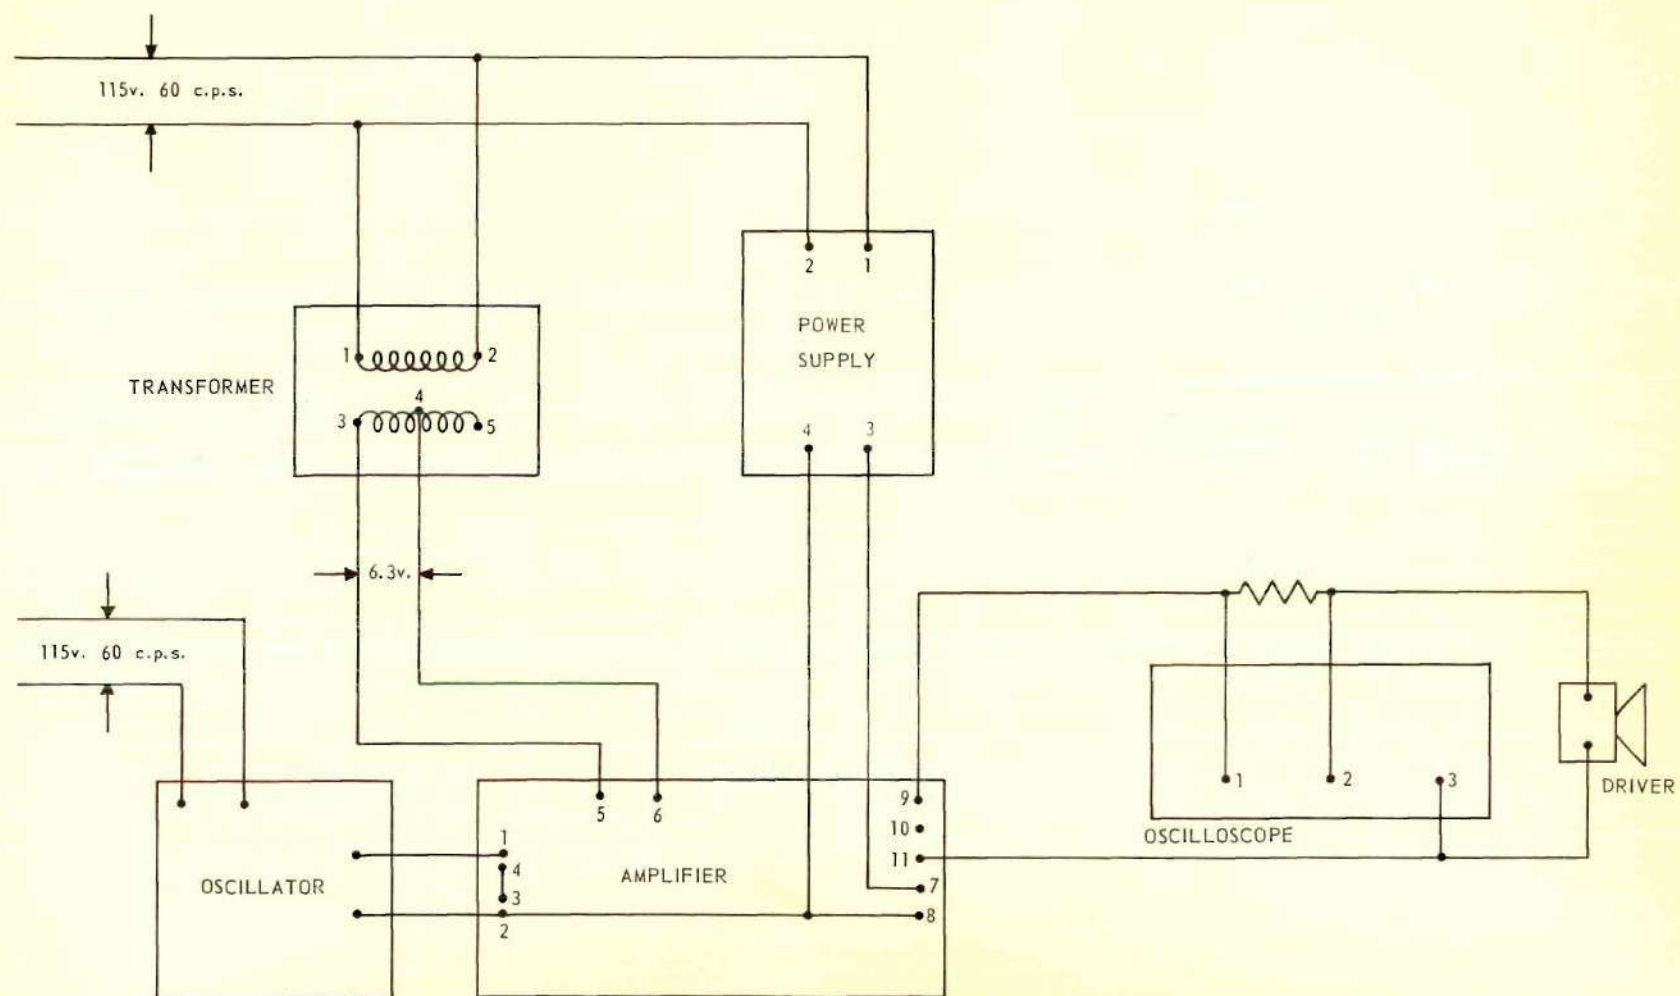 115v. 60 c.p.s.
2 1
POWER
SUPPLY
1 2
TRANSFORMER
4
3 5
4 3
6.3v.
115v. 60 c.p.s.
1 2 3
DRIVER
OSCILLOSCOPE
5 6
9
10
11
7
8
1
4
3
2
AMPLIFIER
OSCILLATOR